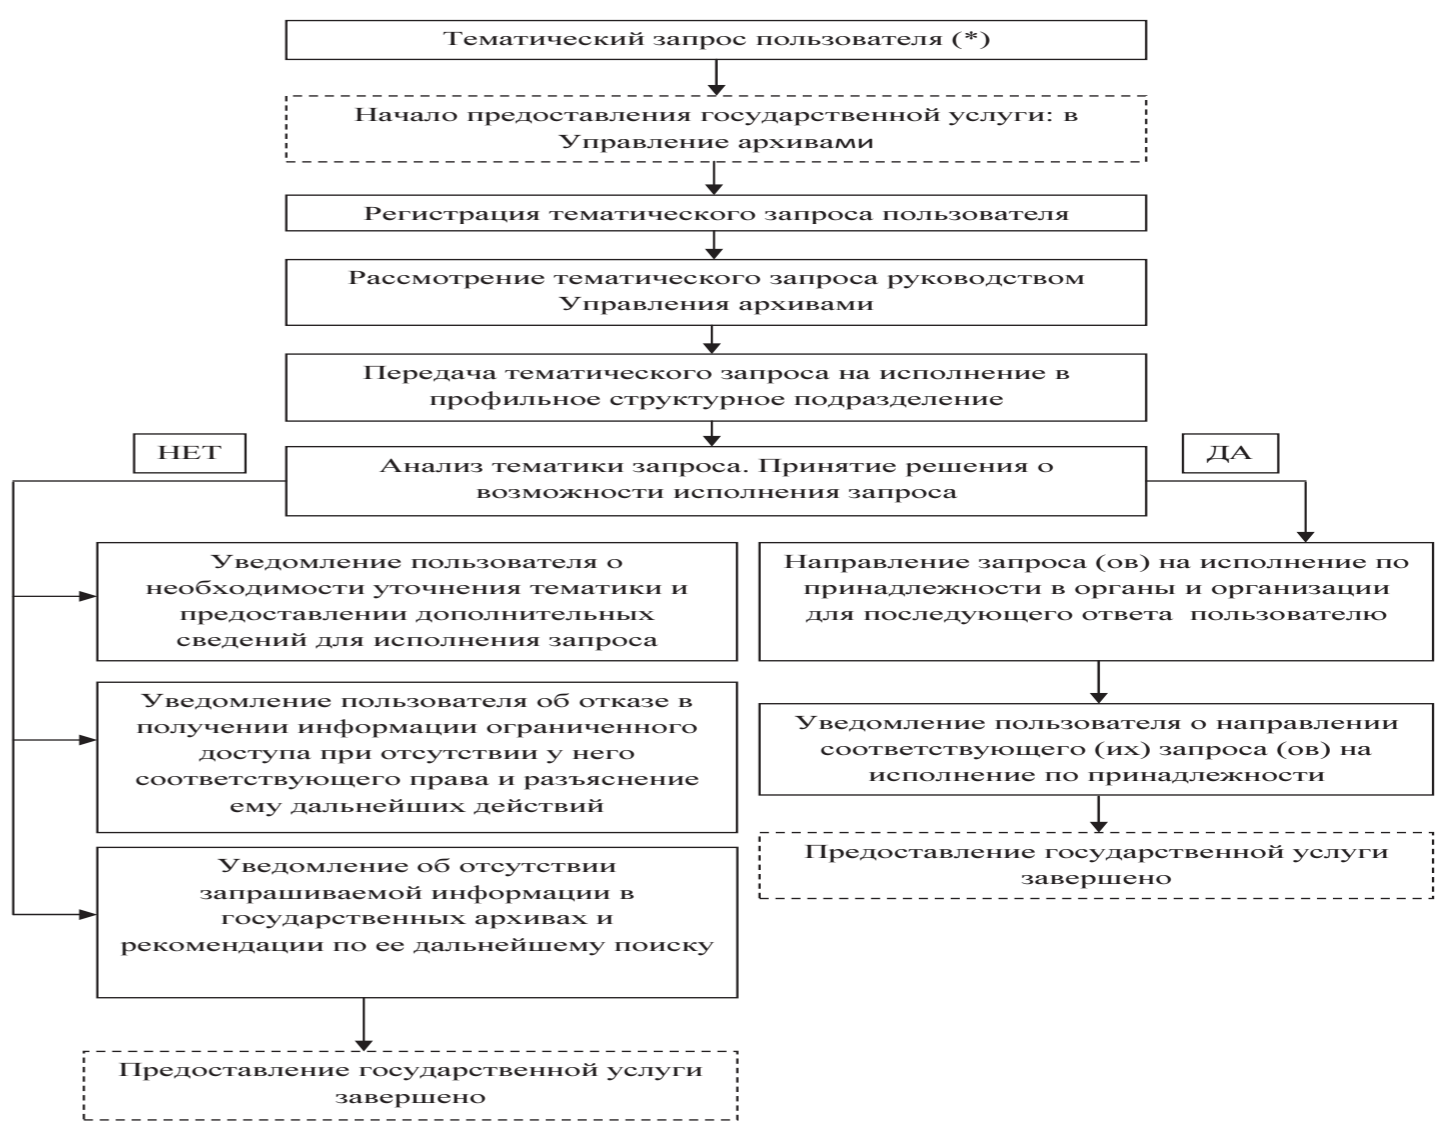 Тематический запрос пользователя (*)
Начало предоставления государственной услуги: в
Управление архивами
Регистрация тематического запроса пользователя
Рассмотрение тематического запроса руководством
Управления архивами
Передача тематического запроса на исполнение в
профильное структурное подразделение
НЕТ
ДА
Анализ тематики запроса. Принятие решения о
возможности исполнения запроса
Уведомление пользователя о
необходимости уточнения тематики и
предоставлении дополнительных
сведений для исполнения запроса
Уведомление пользователя об отказе в
получении информации ограниченного
доступа при отсутствии у него
соответствующего права и разъяснение
ему дальнейших действий
Уведомление об отсутствии
запрашиваемой информации в
государственных архивах и
рекомендации по ее дальнейшему поиску
Предоставление государственной услуги
завершено
Направление запроса (ов) на исполнение по
принадлежности в органы и организации
для последующего ответа пользователю
Уведомление пользователя о направлении
соответствующего (их) запроса (ов) на
исполнение по принадлежности
Предоставление государственной услуги
завершено